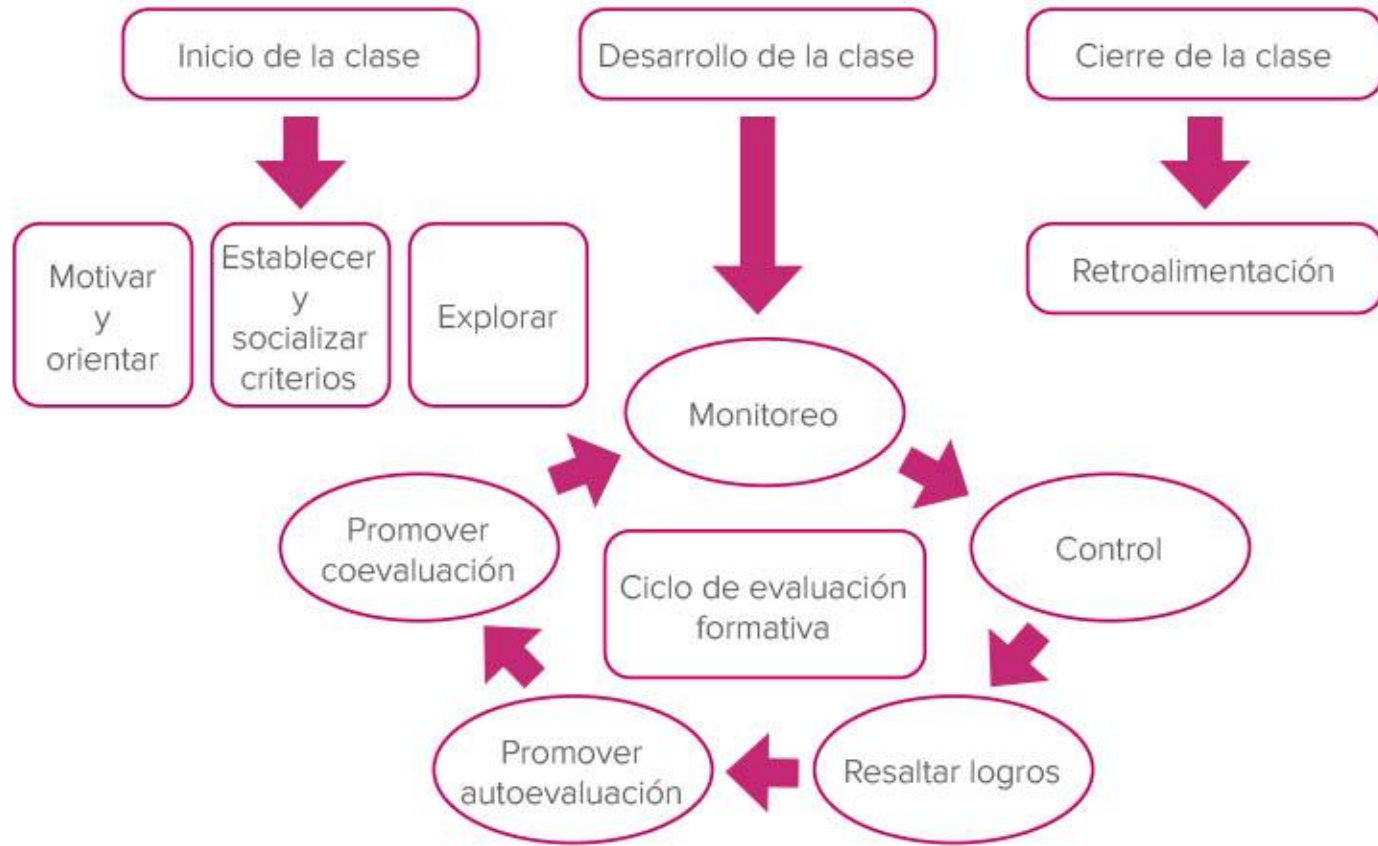 Inicio de la clase
Desarrollo de la clase
Cierre de la clase
Motivar
y
orientar
Establecer
y
socializar
criterios
Explorar
Retroalimentación
Monitoreo
Control
Resaltar logros
Promover
autoevaluación
Promover
coevaluación
Ciclo de evaluación
formativa